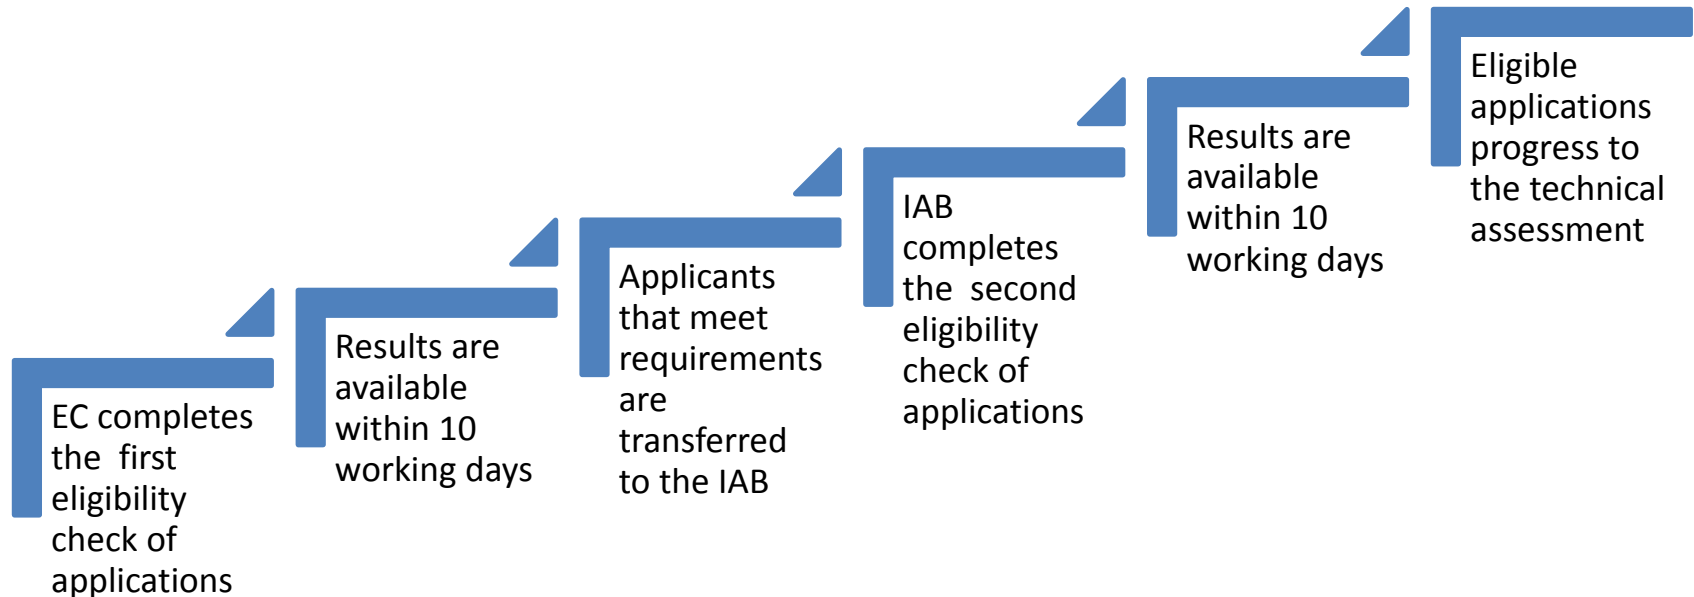 EC completes
the  first
eligibility
check of
applications
Results are
available
within 10
working days
Applicants
that meet
requirements
are
transferred
to the IAB
IAB
completes
the  second
eligibility
check of
applications
Results are
available
within 10
working days
Eligible
applications
progress to
the technical
assessment